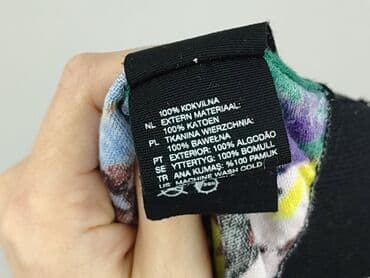 100% KOKVILNA
NL EXTERN MATERIAAL:
100% KATOEN
PL TKANINA WIERZCHNIA:
100% BAWEŁNA
PT EXTERIOR: 100% ALGODÃO
SE YTTERTYG: 100% BOMULL
TR ANA KUMAŞ: %100 PAMUK
US MACHINE WASH COLD